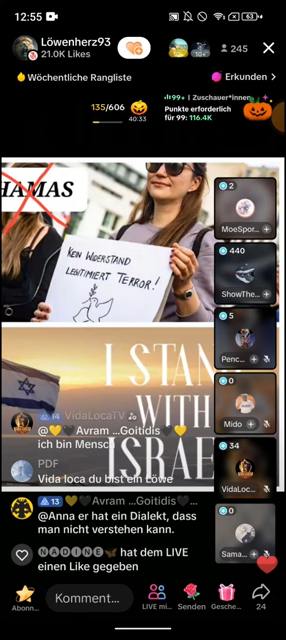 12:55
63
Löwenherz93
21.0K Likes
245
Wöchentliche Rangliste
Erkunden >
135/606
40:33
99+ | Zuschauer*innen
Punkte erforderlich
für 99: 116.4K
HAMAS
KEIN WIDERSTAND
LEGITIMIERT TERROR!
2
MoeSpor...
440
ShowThe...
5
Penc...
0
Mido
34
VidaLoc...
0
Sama...
I STAN
WITH
ISRAEL
14 VidaLocaTV
@💛🖤Avram ...Goitidis🖤💛
ich bin Mensch
PDF
Vida loca du bist ein Löwe
13 🖤💛Avram ...Goitidis💛🖤...
@Anna er hat ein Dialekt, dass
man nicht verstehen kann.
🅝🅐🅓🅘🅝🅔🦋 hat dem LIVE
einen Like gegeben
Abonn...
Kommen...
LIVE mi...
Senden
Gesche...
24